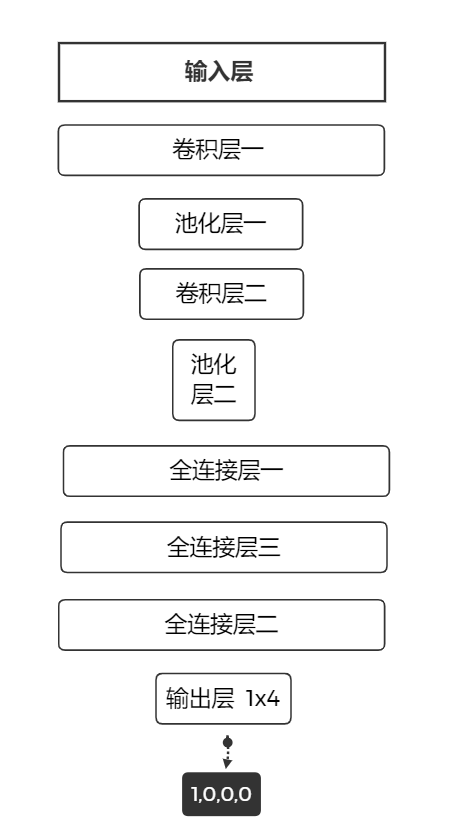 输入层
卷积层一
池化层一
卷积层二
池化
层二
全连接层一
全连接层三
全连接层二
输出层 1x4
1,0,0,0